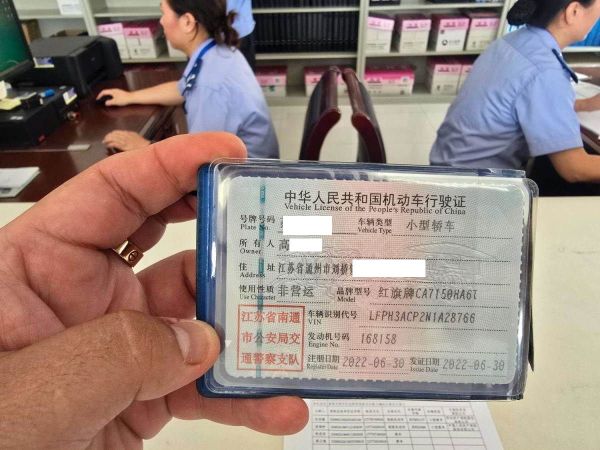 中华人民共和国机动车行驶证
Vehicle License of the People's Republic of China
号牌号码 车辆类型 小型轿车
Plate No. Vehicle Type
所有人 高
Owner
住址 江苏省通州市刘桥
Address
使用性质 非营运 品牌型号 红旗牌CA7150HA6T
Use Character Model
江苏省南通
市公安局交
通警察支队
车辆识别代号 LFPH3ACP2N1A28766
VIN
发动机号码 168158
Engine No.
注册日期 2022-06-30 发证日期 2022-06-30
Register Date Issue Date